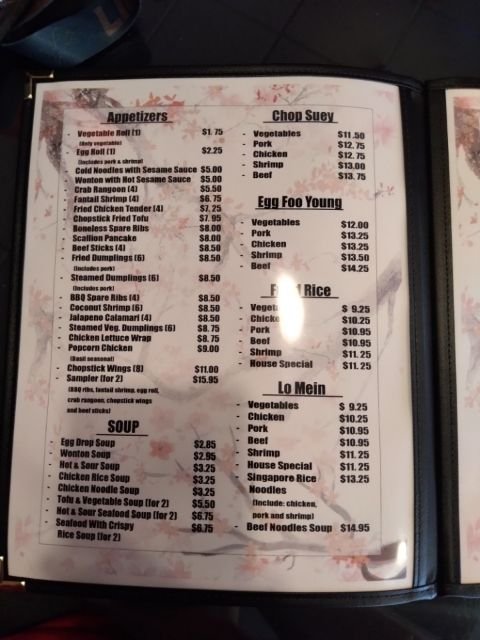 Appetizers
- Vegetable Roll (1) $1.75
(Only vegetable)
- Egg Roll (1) $2.25
(Includes pork & shrimp)
- Cold Noodles with Sesame Sauce $5.00
- Wonton with Hot Sesame Sauce $5.00
- Crab Rangoon (4) $5.50
- Fantail Shrimp (4) $6.75
- Fried Chicken Tender (4) $7.25
- Chopstick Fried Tofu $7.95
- Boneless Spare Ribs $8.00
- Scallion Pancake $8.00
- Beef Sticks (4) $8.50
- Fried Dumplings (6) $8.50
(Includes pork)
- Steamed Dumplings (6) $8.50
(Includes pork)
- BBQ Spare Ribs (4) $8.50
- Coconut Shrimp (6) $8.50
- Jalapeno Calamari (4) $8.50
- Steamed Veg. Dumplings (6) $8.75
- Chicken Lettuce Wrap $8.75
- Popcorn Chicken $9.00
(Basil seasonal)
- Chopstick Wings (8) $11.00
- Sampler (for 2) $15.95
(BBQ ribs, fantail shrimp, egg roll,
crab rangoon, chopstick wings
and beef sticks)
SOUP
- Egg Drop Soup $2.85
- Wonton Soup $2.95
- Hot & Sour Soup $3.25
- Chicken Rice Soup $3.25
- Chicken Noodle Soup $3.25
- Tofu & Vegetable Soup (for 2) $5.50
- Hot & Sour Seafood Soup (for 2) $6.75
- Seafood With Crispy $6.75
Rice Soup (for 2)
Chop Suey
- Vegetables $11.50
- Pork $12.75
- Chicken $12.75
- Shrimp $13.00
- Beef $13.75
Egg Foo Young
- Vegetables $12.00
- Pork $13.25
- Chicken $13.25
- Shrimp $13.50
- Beef $14.25
Rice
- $ 9.25
- $10.25
- Pork $10.95
- Beef $10.95
- Shrimp $11.25
- House Special $11.25
Lo Mein
- Vegetables $ 9.25
- Chicken $10.25
- Pork $10.95
- Beef $10.95
- Shrimp $11.25
- House Special $11.25
- Singapore Rice $13.25
Noodles
(Include: chicken,
pork and shrimp)
- Beef Noodles Soup $14.95